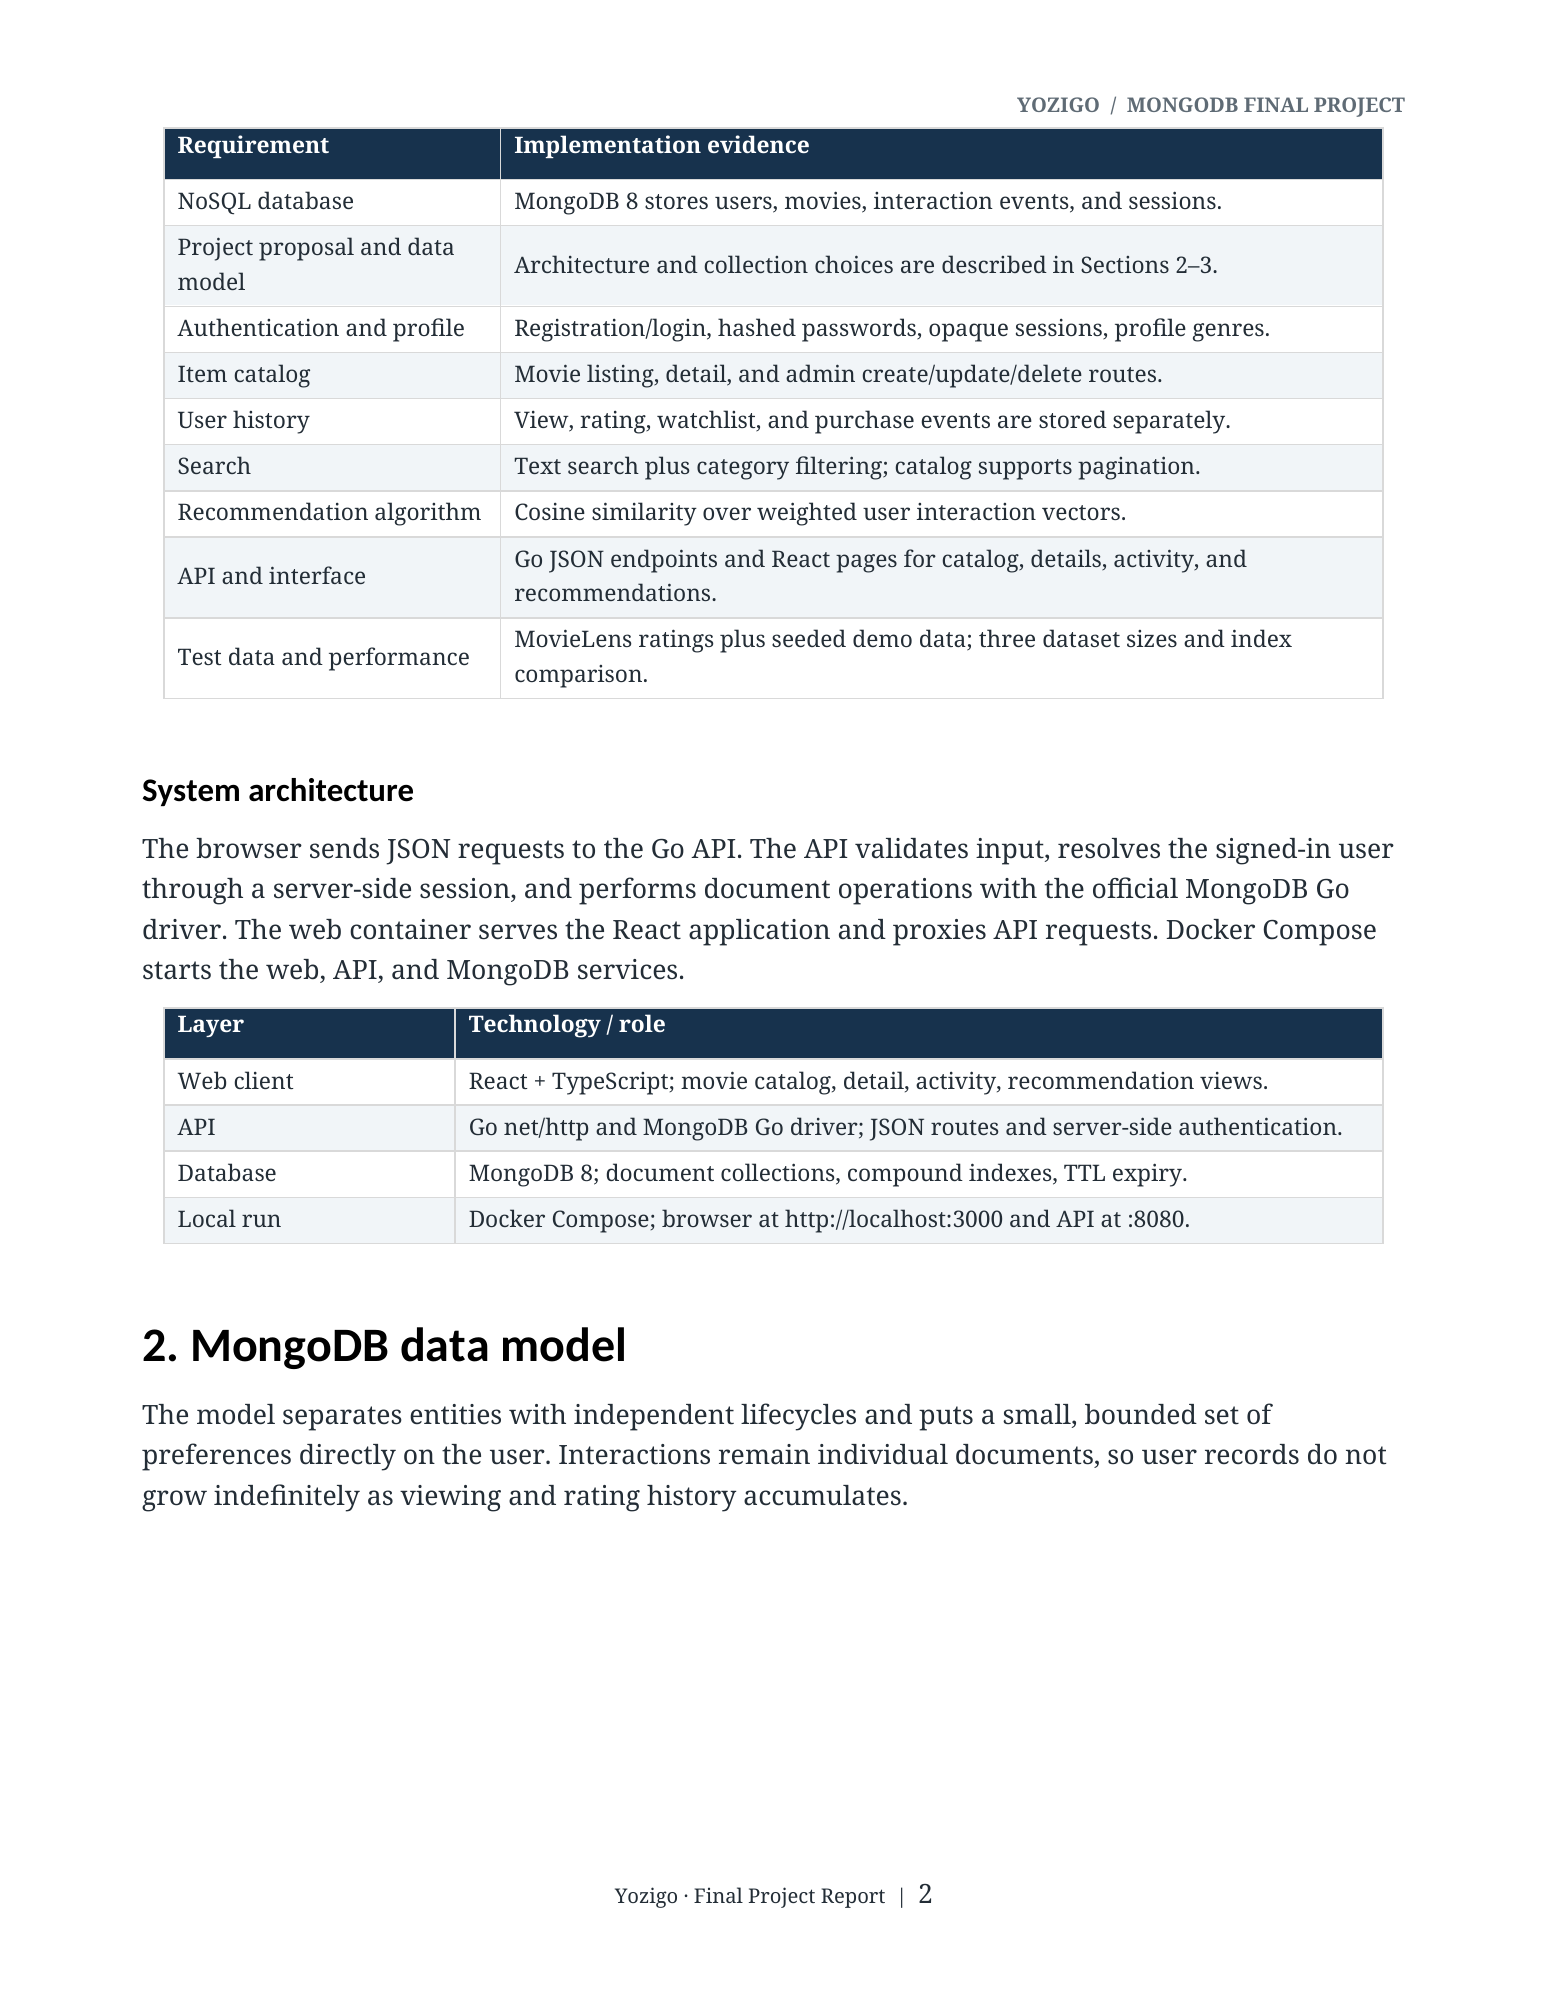 YOZIGO / MONGODB FINAL PROJECT
Requirement Implementation evidence
NoSQL database MongoDB 8 stores users, movies, interaction events, and sessions.
Project proposal and data
model
Architecture and collection choices are described in Sections 2–3.
Authentication and profile Registration/login, hashed passwords, opaque sessions, profile genres.
Item catalog Movie listing, detail, and admin create/update/delete routes.
User history View, rating, watchlist, and purchase events are stored separately.
Search Text search plus category filtering; catalog supports pagination.
Recommendation algorithm Cosine similarity over weighted user interaction vectors.
API and interface
Go JSON endpoints and React pages for catalog, details, activity, and
recommendations.
Test data and performance
MovieLens ratings plus seeded demo data; three dataset sizes and index
comparison.
System architecture
The browser sends JSON requests to the Go API. The API validates input, resolves the signed-in user
through a server-side session, and performs document operations with the official MongoDB Go
driver. The web container serves the React application and proxies API requests. Docker Compose
starts the web, API, and MongoDB services.
Layer Technology / role
Web client React + TypeScript; movie catalog, detail, activity, recommendation views.
API Go net/http and MongoDB Go driver; JSON routes and server-side authentication.
Database MongoDB 8; document collections, compound indexes, TTL expiry.
Local run Docker Compose; browser at http://localhost:3000 and API at :8080.
2. MongoDB data model
The model separates entities with independent lifecycles and puts a small, bounded set of
preferences directly on the user. Interactions remain individual documents, so user records do not
grow indefinitely as viewing and rating history accumulates.
Yozigo · Final Project Report | 2